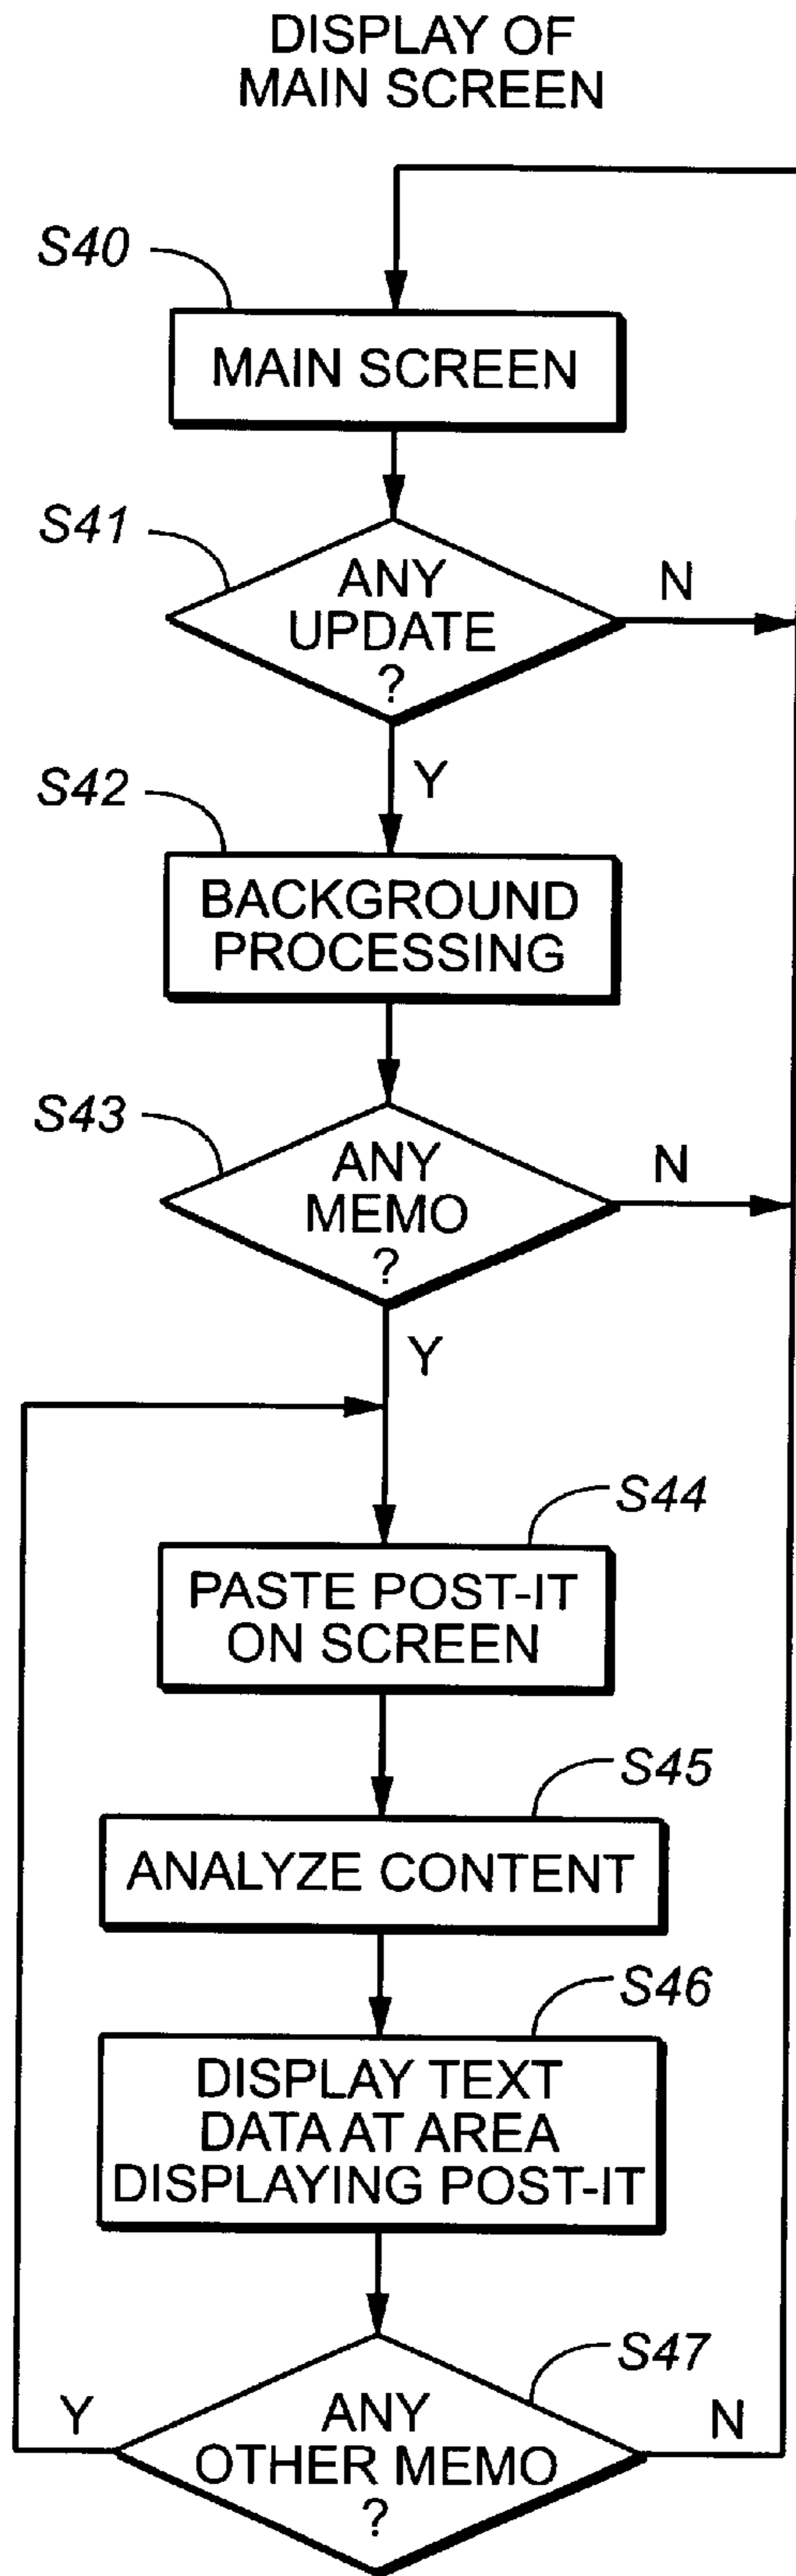 DISPLAY OF
MAIN SCREEN
S40
MAIN SCREEN
S41
ANY
UPDATE
?
N
Y
S42
BACKGROUND
PROCESSING
S43
ANY
MEMO
?
N
Y
S44
PASTE POST-IT
ON SCREEN
S45
ANALYZE CONTENT
S46
DISPLAY TEXT
DATA AT AREA
DISPLAYING POST-IT
S47
Y
ANY
OTHER MEMO
?
N